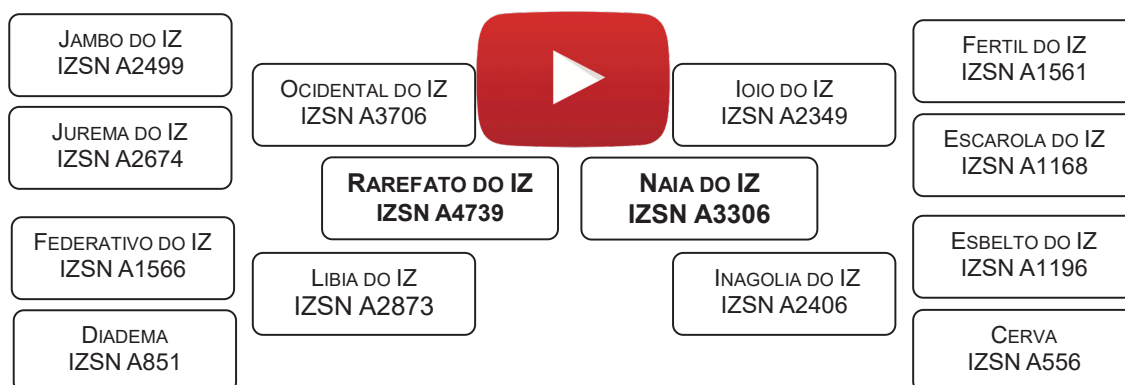 JAMBO DO IZ
IZSN A2499
JUREMA DO IZ
IZSN A2674
FEDERATIVO DO IZ
IZSN A1566
DIADEMA
IZSN A851
OCIDENTAL DO IZ
IZSN A3706
LIBIA DO IZ
IZSN A2873
RAREFATO DO IZ
IZSN A4739
NAIA DO IZ
IZSN A3306
IOIO DO IZ
IZSN A2349
INAGOLIA DO IZ
IZSN A2406
FERTIL DO IZ
IZSN A1561
ESCAROLA DO IZ
IZSN A1168
ESBELTO DO IZ
IZSN A1196
CERVA
IZSN A556